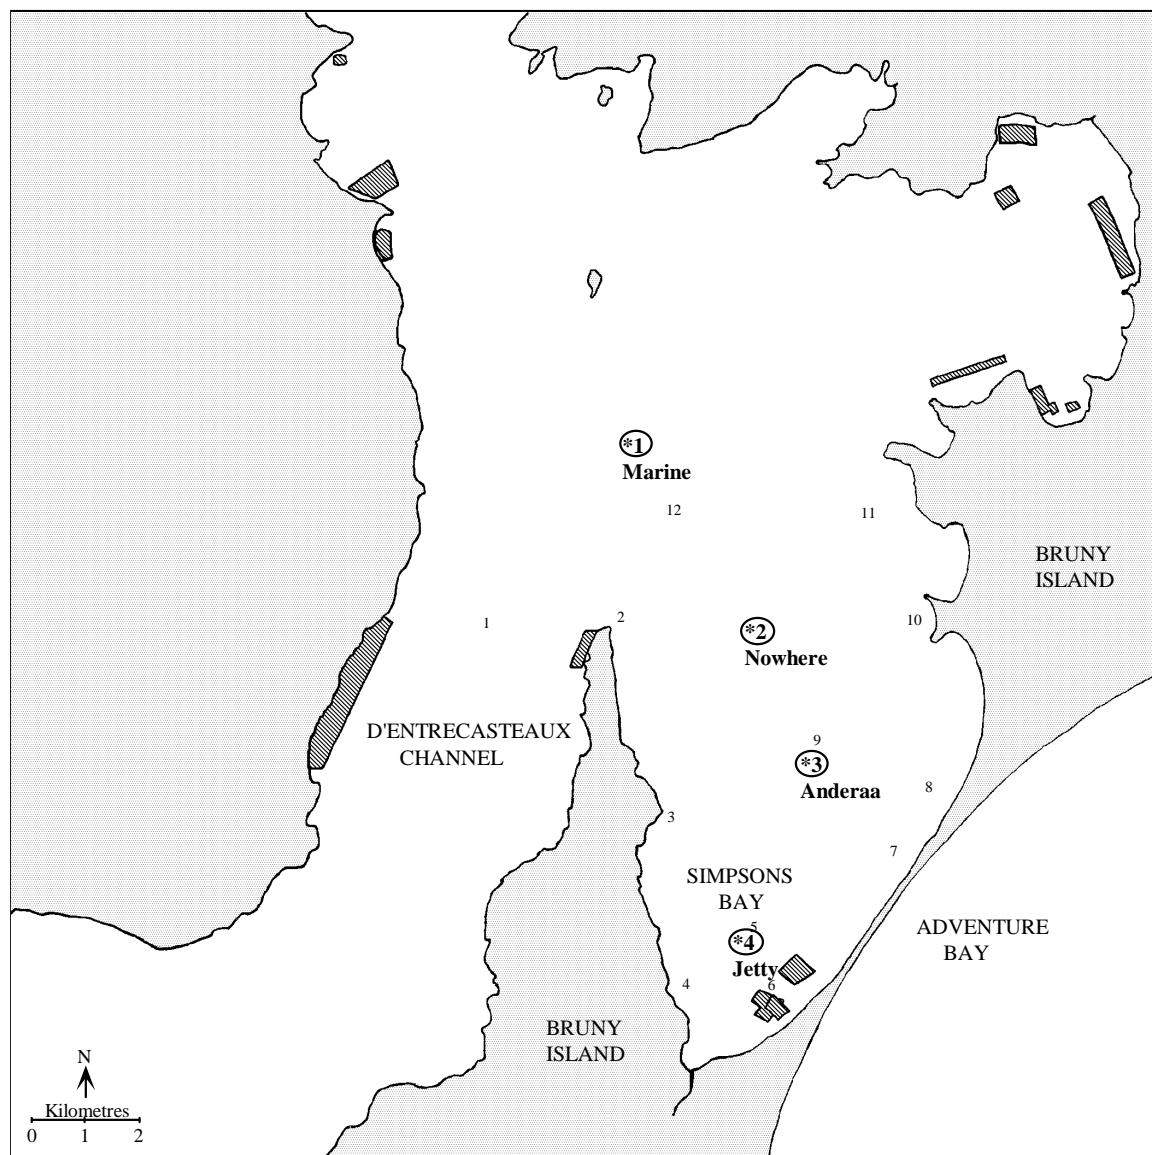 *1
Marine
12
11
BRUNY
ISLAND
1
2
10
*2
Nowhere
D'ENTRECASTEAUX
CHANNEL
9
*3
Anderaa
8
3
7
SIMPSONS
BAY
5
*4
Jetty
ADVENTURE
BAY
4
6
BRUNY
ISLAND
N
Kilometres
0 1 2